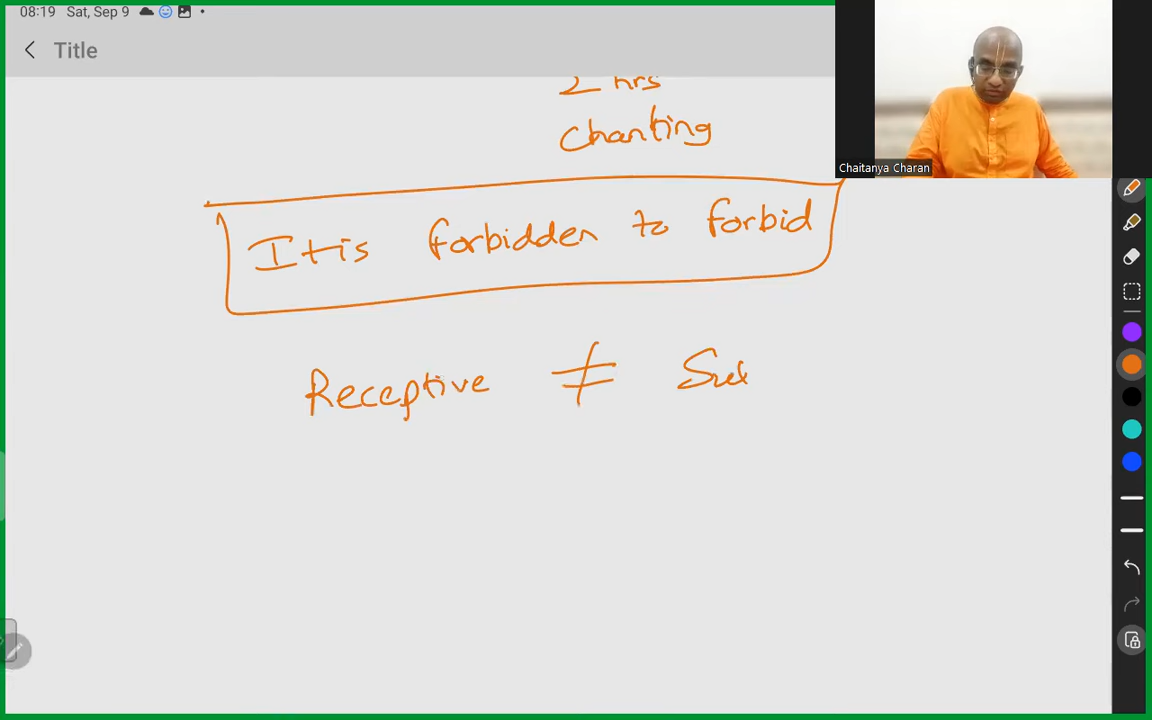 08:19 Sat, Sep 9
Title
2 hrs
Chanting
Chaitanya Charan
It is forbidden to forbid
Receptive ≠